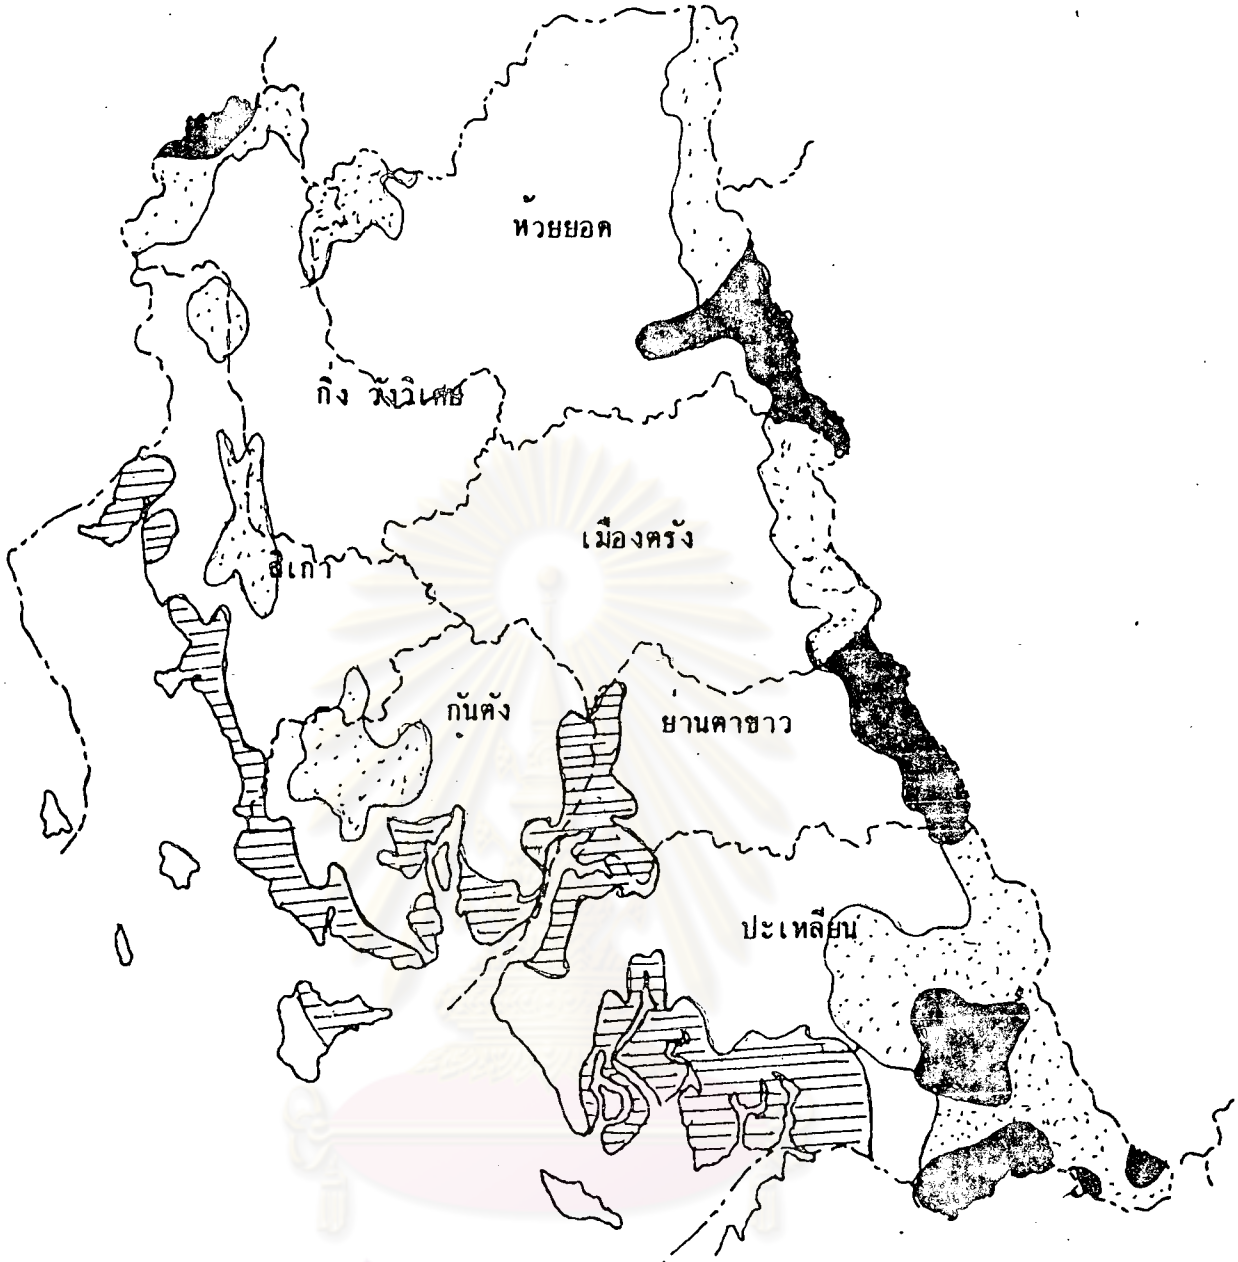 ห้วยยอด
กิ่ง วังวิเศษ
เมืองตรัง
สิเกา
กันตัง
ย่านตาขาว
ปะเหลียน